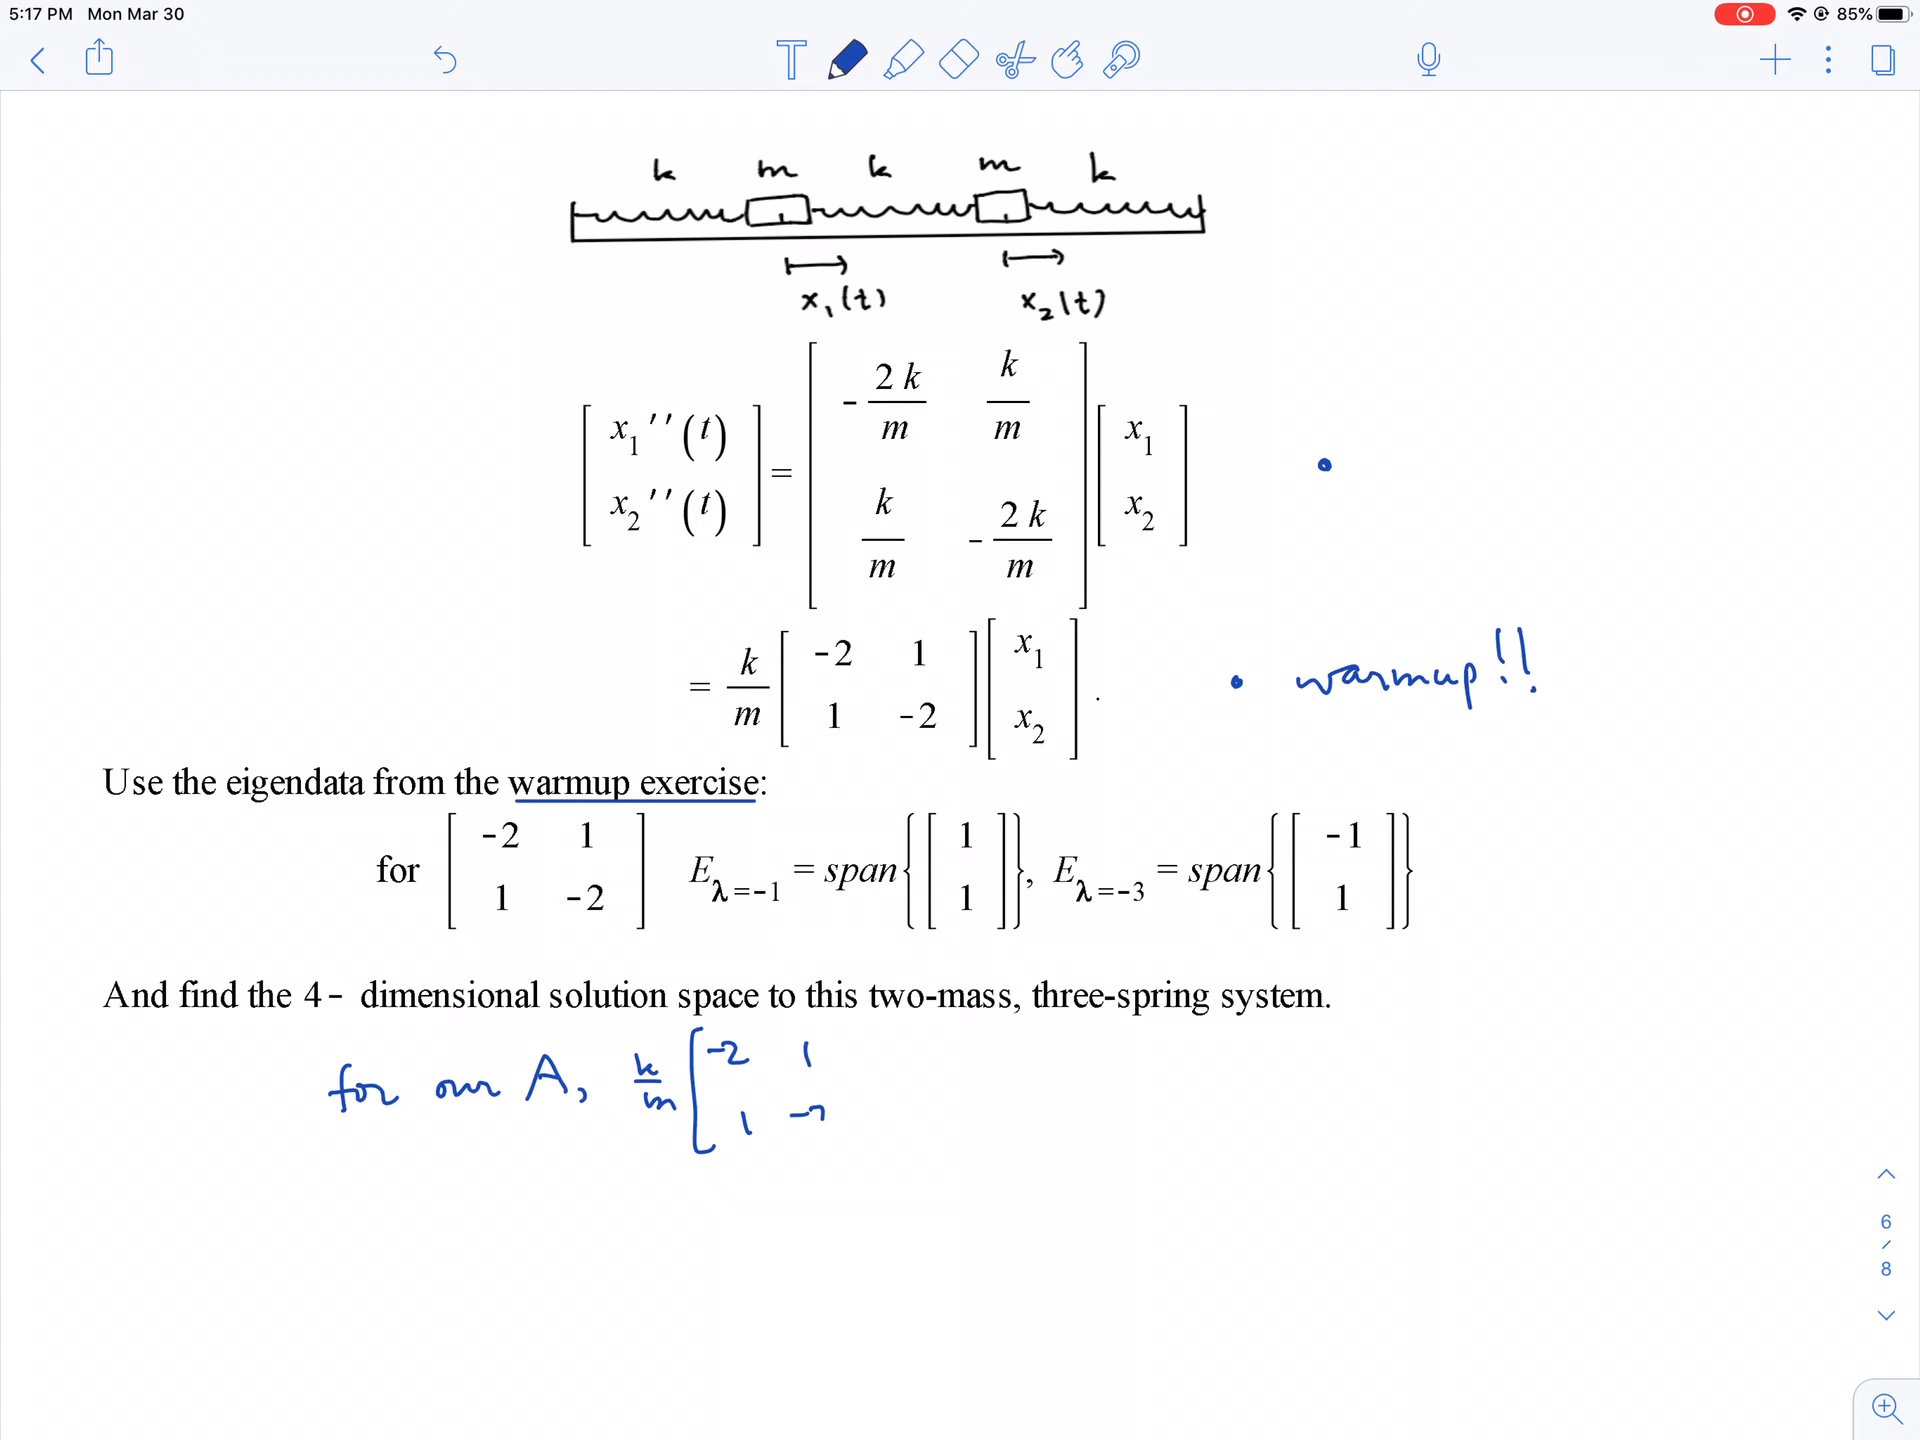 5:17 PM Mon Mar 30 85%
T
k m k m k
x₁(t) x₂(t)
[ x₁''(t) ; x₂''(t) ] = [ -2k/m k/m ; k/m -2k/m ] [ x₁ ; x₂ ]
= k/m [ -2 1 ; 1 -2 ] [ x₁ ; x₂ ] . • warmup!!
Use the eigendata from the warmup exercise:
for [ -2 1 ; 1 -2 ] E_λ=-1 = span{[ 1 ; 1 ]}, E_λ=-3 = span{[ -1 ; 1 ]}
And find the 4- dimensional solution space to this two-mass, three-spring system.
for our A, k/m [ -2 1 ; 1 -2
6
/
8